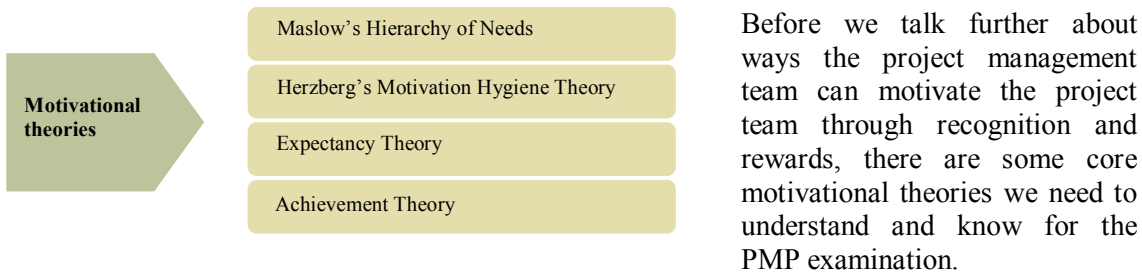 Motivational
theories
Maslow’s Hierarchy of Needs
Herzberg’s Motivation Hygiene Theory
Expectancy Theory
Achievement Theory
Before we talk further about
ways the project management
team can motivate the project
team through recognition and
rewards, there are some core
motivational theories we need to
understand and know for the
PMP examination.